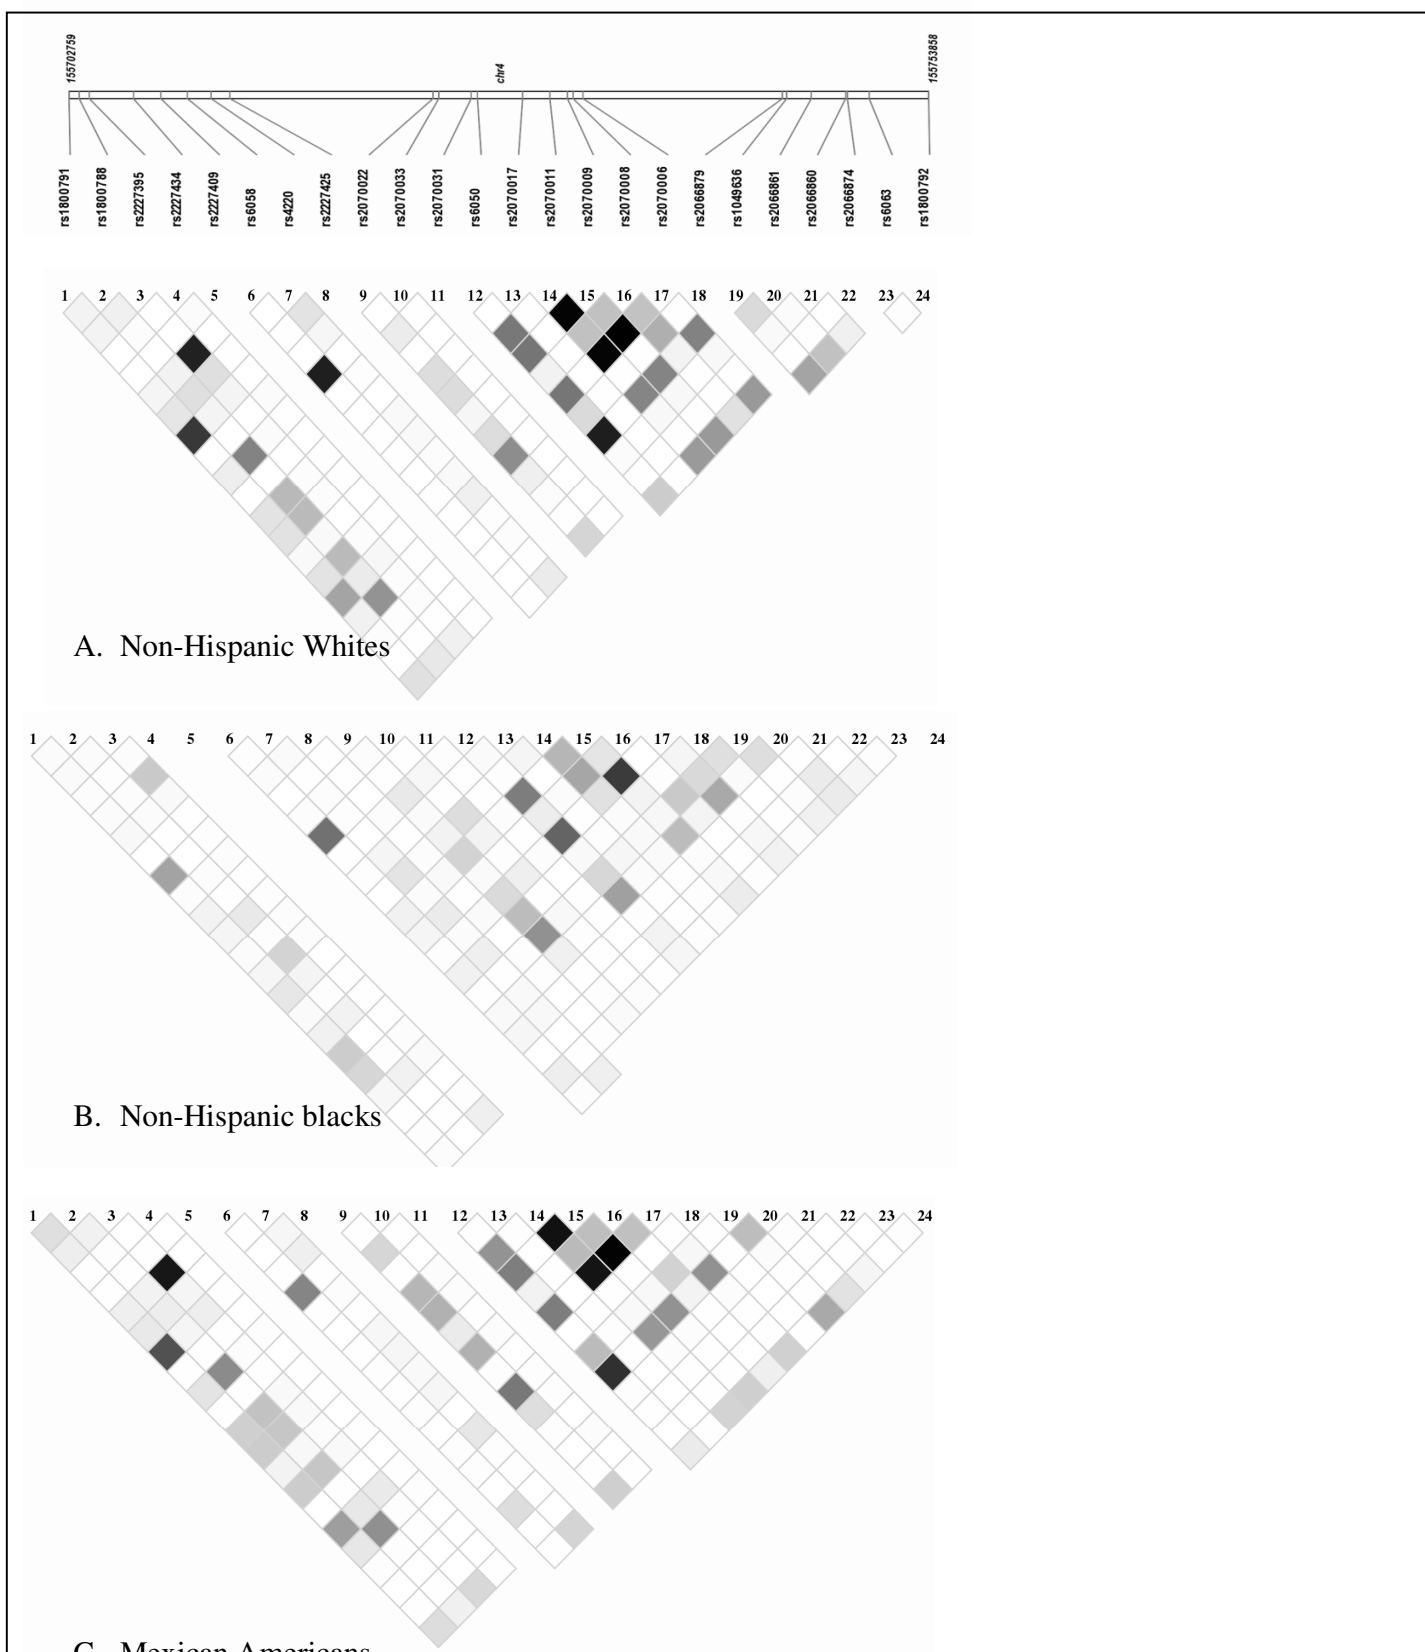 155702759 chr4 155753858
rs1800791 rs1800788 rs2227395 rs2227434 rs2227409 rs6058 rs4220 rs2227425 rs2070022 rs2070033 rs2070031 rs6050 rs2070017 rs2070011 rs2070009 rs2070008 rs2070006 rs2066879 rs1049636 rs2066861 rs2066860 rs2066874 rs6063 rs1800792
1 2 3 4 5 6 7 8 9 10 11 12 13 14 15 16 17 18 19 20 21 22 23 24
A. Non-Hispanic Whites
1 2 3 4 5 6 7 8 9 10 11 12 13 14 15 16 17 18 19 20 21 22 23 24
B. Non-Hispanic blacks
1 2 3 4 5 6 7 8 9 10 11 12 13 14 15 16 17 18 19 20 21 22 23 24
C. Mexican Americans